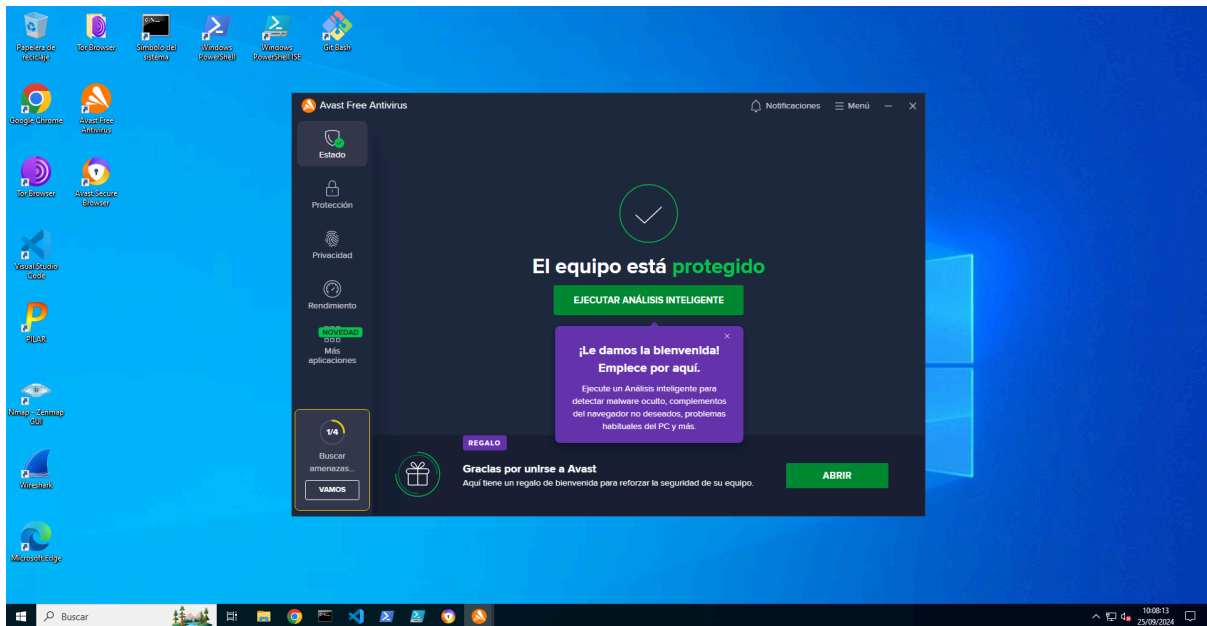 Papelera de
reciclaje
Tor Browser
Símbolo del
sistema
Windows
PowerShell
Windows
PowerShell ISE
Git Bash
Google Chrome
Avast Free
Antivirus
Tor Browser
Avast Secure
Browser
Visual Studio
Code
PILAR
Nmap - Zenmap
GUI
Wireshark
Microsoft Edge
Avast Free Antivirus
Notificaciones
Menú
Estado
Protección
Privacidad
Rendimiento
NOVEDAD
Más
aplicaciones
1/4
Buscar
amenazas...
VAMOS
El equipo está protegido
EJECUTAR ANÁLISIS INTELIGENTE
¡Le damos la bienvenida!
Empiece por aquí.
Ejecute un Análisis inteligente para
detectar malware oculto, complementos
del navegador no deseados, problemas
habituales del PC y más.
REGALO
Gracias por unirse a Avast
Aquí tiene un regalo de bienvenida para reforzar la seguridad de su equipo.
ABRIR
Buscar
10:08:13
25/09/2024